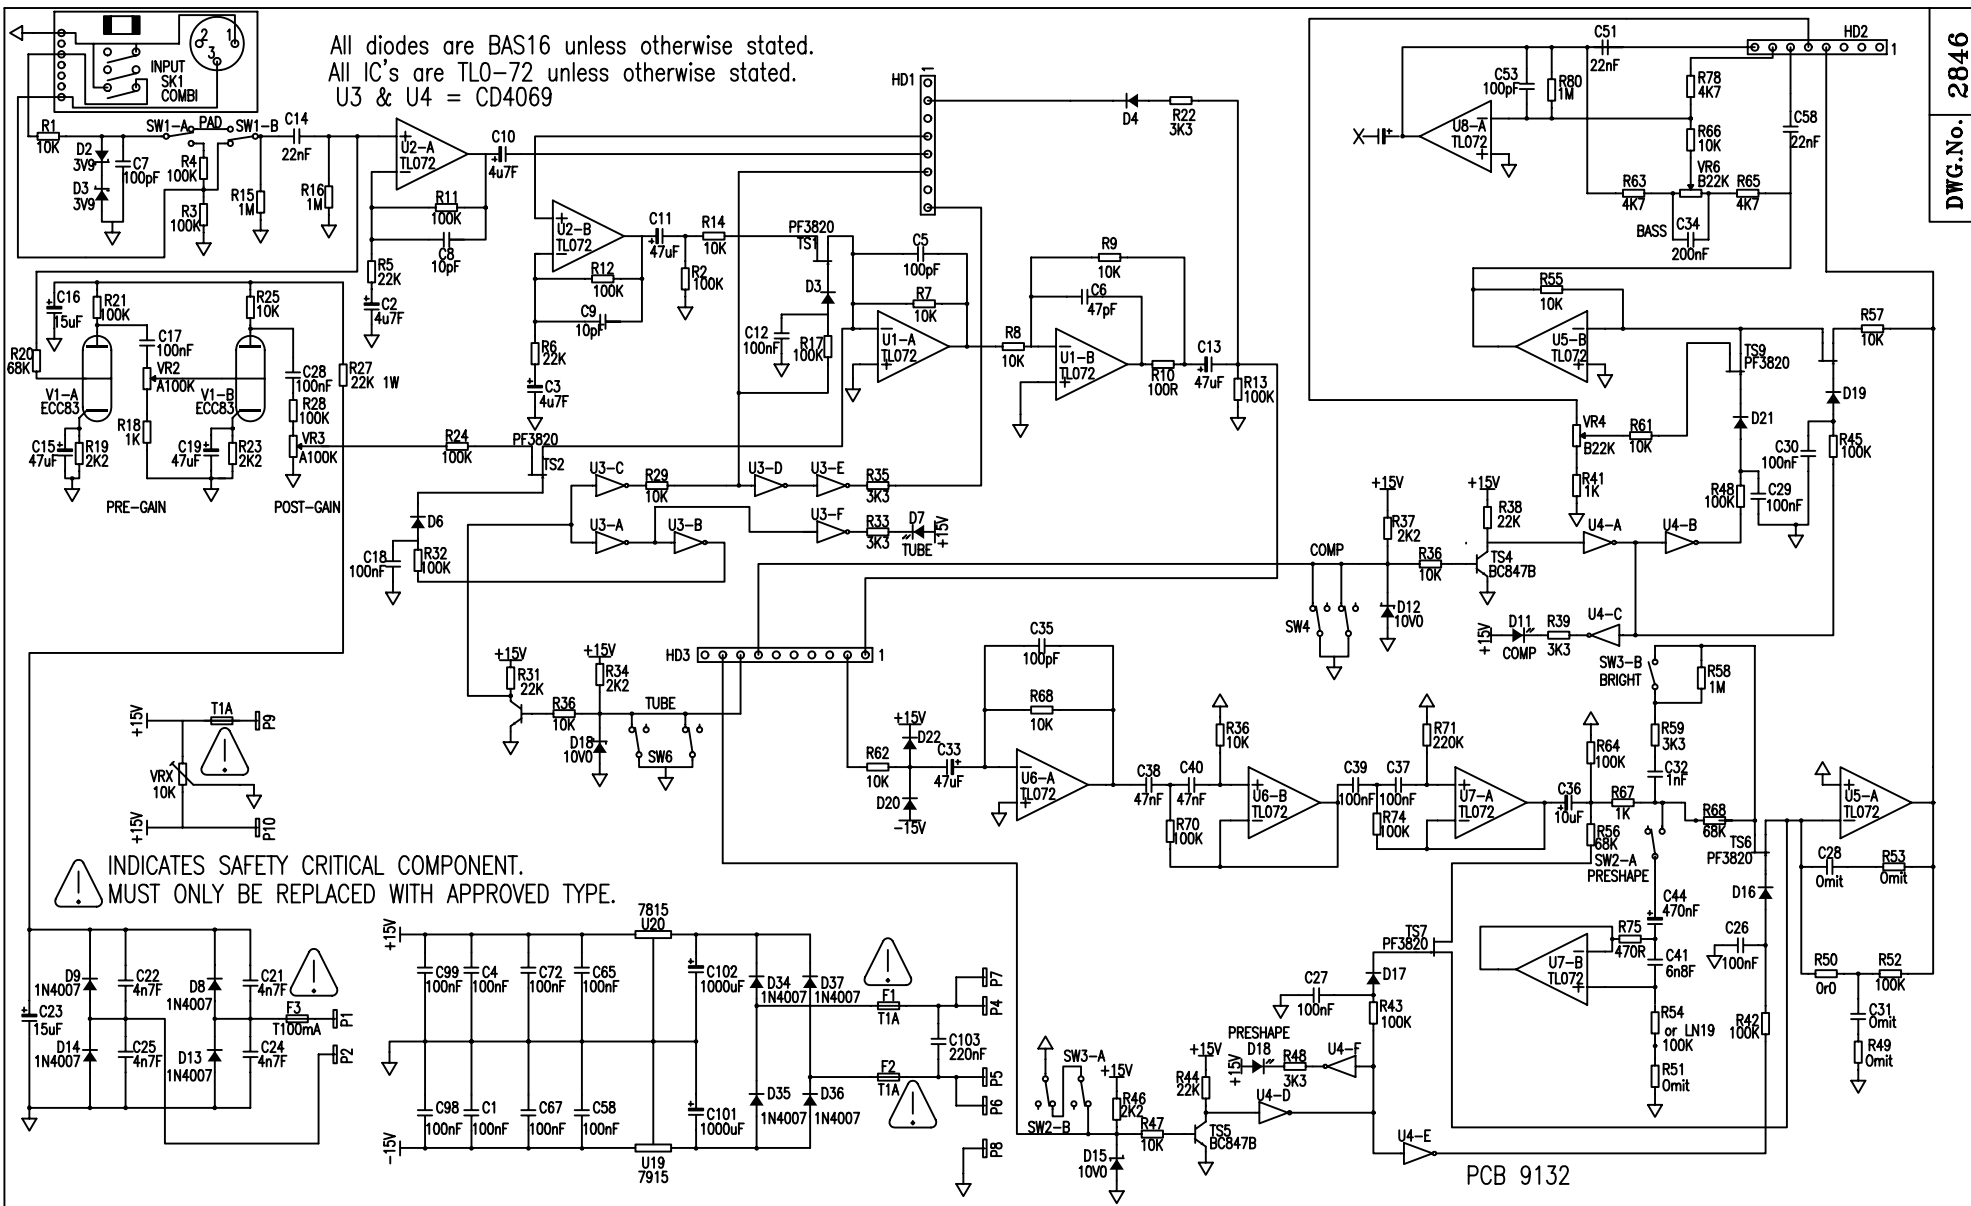 All diodes are BAS16 unless otherwise stated.
All IC's are TL0-72 unless otherwise stated.
U3 & U4 = CD4069
DWG.No. 2846
INPUT
SK1
COMBI
2
1
3
R1
10K
D2
3V9
D3
3V9
C7
100pF
SW1-A
PAD
SW1-B
R4
100K
R3
100K
R15
1M
C14
22nF
R16
1M
U2-A
TL072
C10
4u7F
R11
100K
C8
10pF
R5
22K
C2
4u7F
U2-B
TL072
C11
47uF
R14
10K
R12
100K
C9
10pF
R2
100K
R6
22K
C3
4u7F
PF3820
TS1
D3
C12
100nF
R17
100K
C5
100pF
R7
10K
U1-A
TL072
R8
10K
R9
10K
C6
47pF
U1-B
TL072
R10
100R
C13
47uF
R13
100K
HD1
1
D4
R22
3K3
C16
15uF
R21
100K
C17
100nF
R25
10K
R20
68K
V1-A
ECC83
VR2
A100K
R18
1K
V1-B
ECC83
C28
100nF
R28
100K
VR3
A100K
R27
22K 1W
C15
47uF
R19
2K2
C19
47uF
R23
2K2
PRE-GAIN
POST-GAIN
R24
100K
PF3820
TS2
D6
C18
100nF
R32
100K
U3-C
R29
10K
U3-D
U3-E
R35
3K3
U3-A
U3-B
U3-F
R33
3K3
D7
TUBE
+15V
C51
22nF
HD2
1
C53
100pF
R80
1M
R78
4K7
U8-A
TL072
R66
10K
C58
22nF
VR6
B22K
R63
4K7
R65
4K7
C34
200nF
BASS
R55
10K
U5-B
TL072
R57
10K
TS9
PF3820
D19
D21
VR4
B22K
R61
10K
R41
1K
C30
100nF
R45
100K
R48
100K
C29
100nF
+15V
R37
2K2
+15V
R38
22K
COMP
R36
10K
TS4
BC847B
U4-A
U4-B
SW4
D12
10V0
+15V
D11
COMP
R39
3K3
U4-C
HD3
1
+15V
R31
22K
+15V
R34
2K2
TUBE
R36
10K
D18
10V0
SW6
C35
100pF
R68
10K
+15V
D22
R62
10K
C33
47uF
D20
-15V
U6-A
TL072
R36
10K
C38
47nF
C40
47nF
R70
100K
U6-B
TL072
R71
220K
C39
100nF
C37
100nF
R74
100K
U7-A
TL072
C36
10uF
R64
100K
R67
1K
R56
68K
SW3-B
BRIGHT
R58
1M
R59
3K3
C32
1nF
R68
68K
SW2-A
PRESHAPE
TS6
PF3820
U5-A
TL072
C28
Omit
R53
Omit
D16
C26
100nF
C44
470nF
R75
470R
C41
6n8F
U7-B
TL072
R54
or LN19
100K
R51
Omit
R42
100K
R50
0r0
R52
100K
C31
Omit
R49
Omit
TS7
PF3820
D17
C27
100nF
R43
100K
PRESHAPE
+15V
D18
R48
3K3
U4-F
+15V
R44
22K
U4-D
U4-E
TS5
BC847B
SW3-A
+15V
R46
2K2
SW2-B
R47
10K
D15
10V0
PCB 9132
+15V
T1A
P9
VRX
10K
+15V
P10
INDICATES SAFETY CRITICAL COMPONENT.
MUST ONLY BE REPLACED WITH APPROVED TYPE.
D9
1N4007
C22
4n7F
D8
1N4007
C21
4n7F
F3
T100mA
P1
P2
C23
15uF
D14
1N4007
C25
4n7F
D13
1N4007
C24
4n7F
+15V
7815
U20
C99
100nF
C4
100nF
C72
100nF
C65
100nF
C102
1000uF
D34
1N4007
D37
1N4007
F1
T1A
P7
P4
C103
220nF
F2
T1A
P5
P6
P8
C98
100nF
C1
100nF
C67
100nF
C58
100nF
C101
1000uF
D35
1N4007
D36
1N4007
-15V
U19
7915